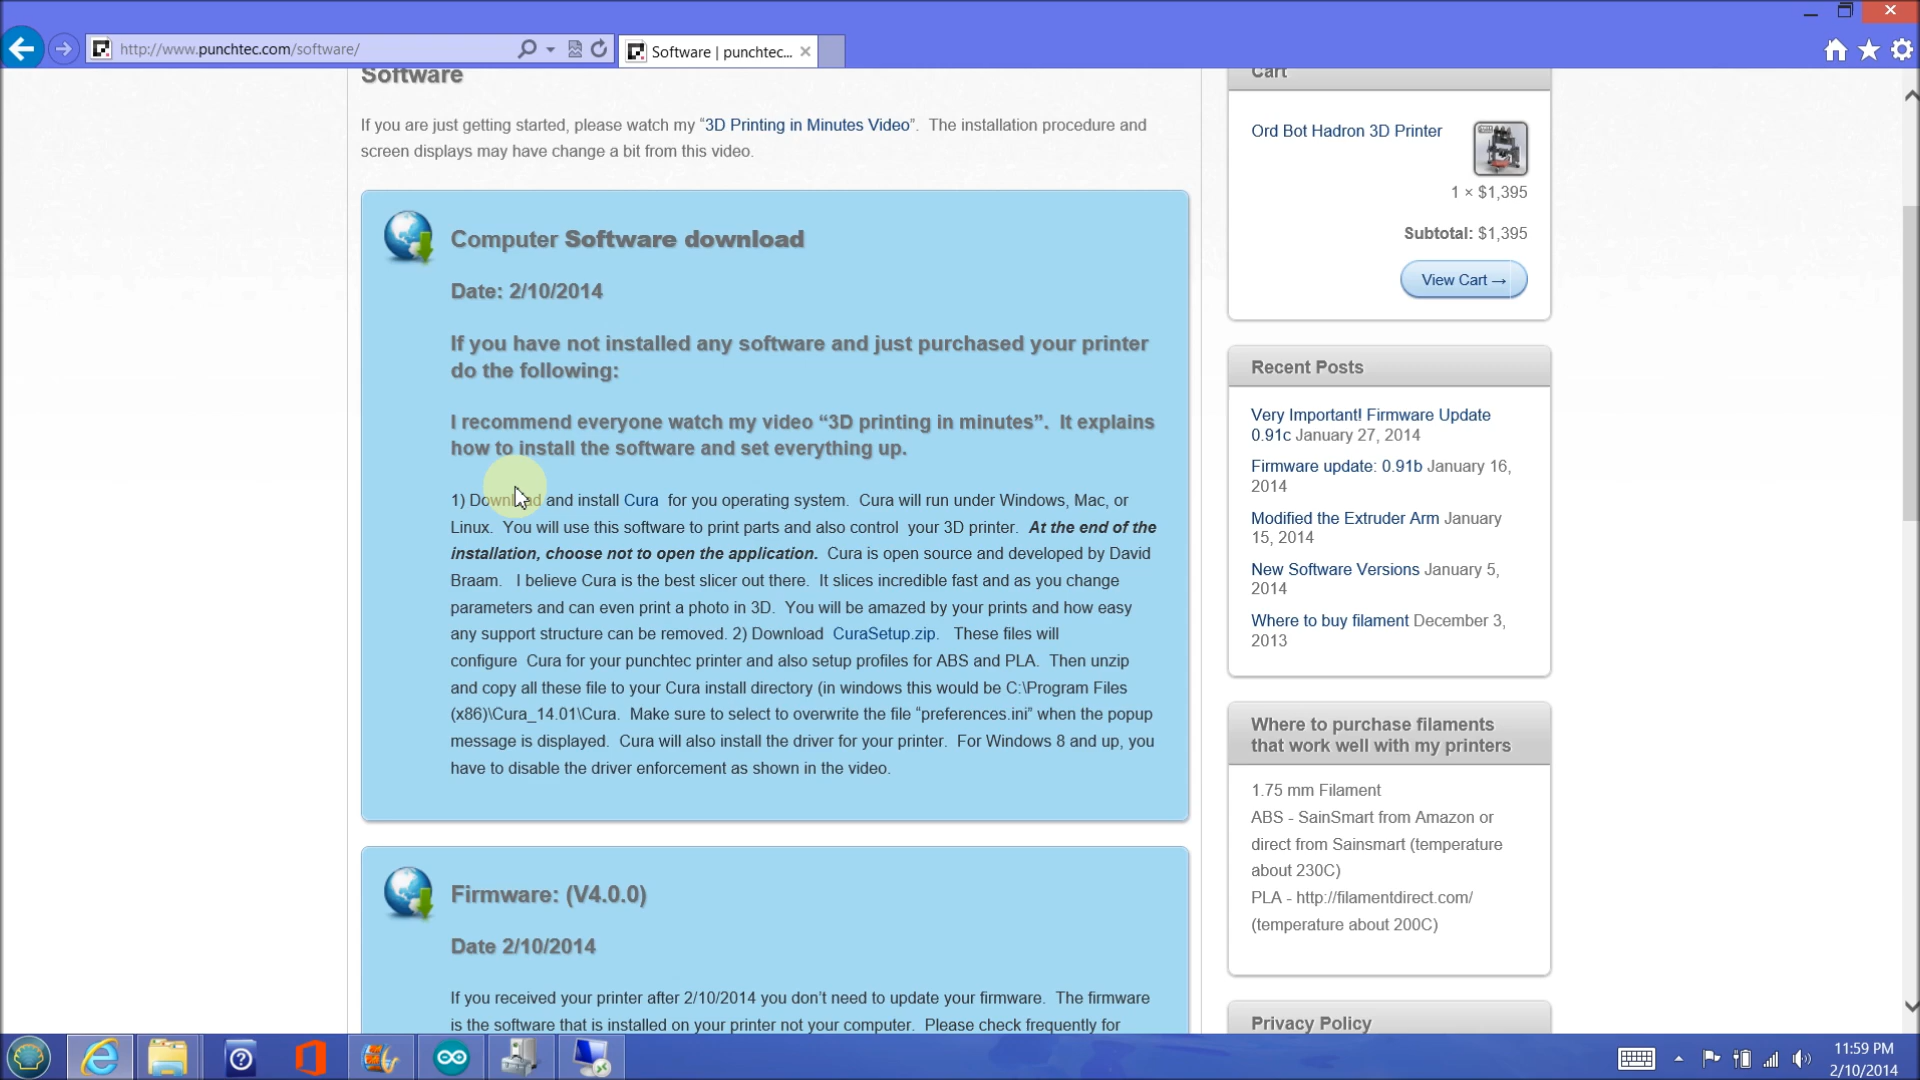 http://www.punchtec.com/software/
Software | punchtec...
Software
If you are just getting started, please watch my “3D Printing in Minutes Video”.  The installation procedure and
screen displays may have change a bit from this video.
Computer Software download
Date: 2/10/2014
If you have not installed any software and just purchased your printer
do the following:
I recommend everyone watch my video “3D printing in minutes”.  It explains
how to install the software and set everything up.
1) Download and install Cura  for you operating system.  Cura will run under Windows, Mac, or
Linux.  You will use this software to print parts and also control  your 3D printer.  At the end of the
installation, choose not to open the application.  Cura is open source and developed by David
Braam.   I believe Cura is the best slicer out there.  It slices incredible fast and as you change
parameters and can even print a photo in 3D.  You will be amazed by your prints and how easy
any support structure can be removed. 2) Download  CuraSetup.zip.   These files will
configure  Cura for your punchtec printer and also setup profiles for ABS and PLA.  Then unzip
and copy all these file to your Cura install directory (in windows this would be C:\Program Files
(x86)\Cura_14.01\Cura.  Make sure to select to overwrite the file “preferences.ini” when the popup
message is displayed.  Cura will also install the driver for your printer.  For Windows 8 and up, you
have to disable the driver enforcement as shown in the video.
Firmware: (V4.0.0)
Date 2/10/2014
If you received your printer after 2/10/2014 you don’t need to update your firmware.  The firmware
is the software that is installed on your printer not your computer.  Please check frequently for
Cart
Ord Bot Hadron 3D Printer
1 × $1,395
Subtotal: $1,395
View Cart →
Recent Posts
Very Important! Firmware Update
0.91c January 27, 2014
Firmware update: 0.91b January 16,
2014
Modified the Extruder Arm January
15, 2014
New Software Versions January 5,
2014
Where to buy filament December 3,
2013
Where to purchase filaments
that work well with my printers
1.75 mm Filament
ABS - SainSmart from Amazon or
direct from Sainsmart (temperature
about 230C)
PLA - http://filamentdirect.com/
(temperature about 200C)
Privacy Policy
11:59 PM
2/10/2014